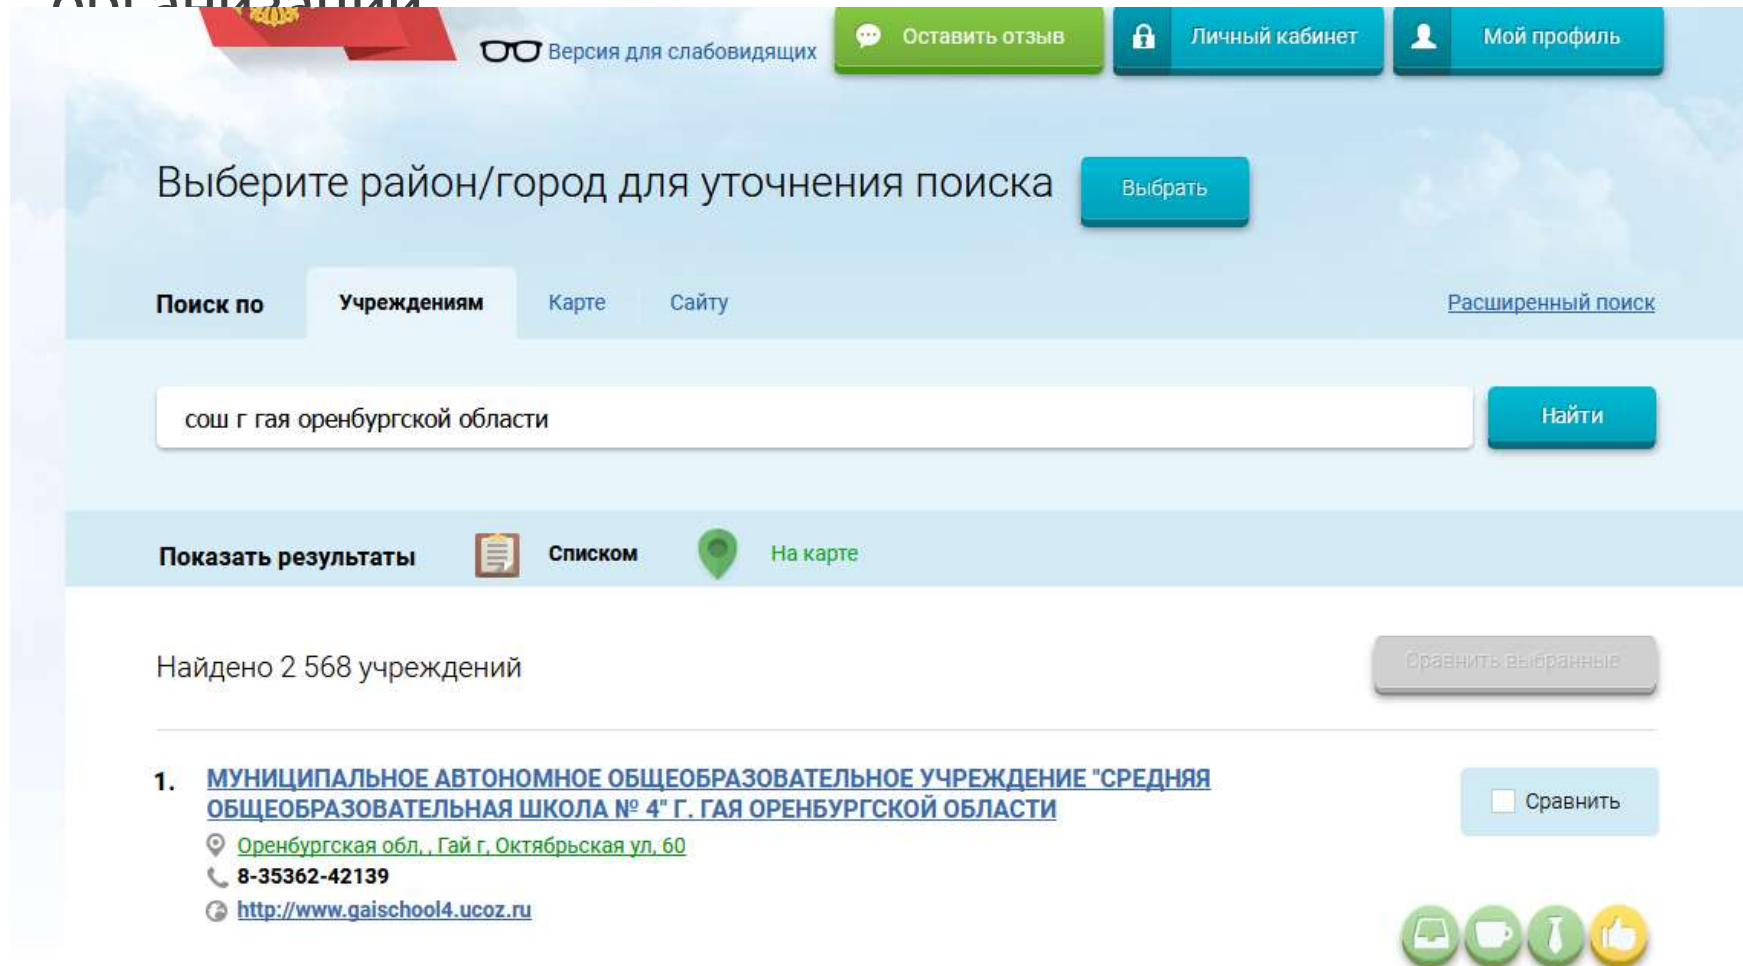 организации
Версия для слабовидящих
Оставить отзыв
Личный кабинет
Мой профиль
Выберите район/город для уточнения поиска
Выбрать
Поиск по Учреждениям Карте Сайту Расширенный поиск
сош г гая оренбургской области
Найти
Показать результаты Списком На карте
Найдено 2 568 учреждений
Сравнить выбранные
1. МУНИЦИПАЛЬНОЕ АВТОНОМНОЕ ОБЩЕОБРАЗОВАТЕЛЬНОЕ УЧРЕЖДЕНИЕ "СРЕДНЯЯ
ОБЩЕОБРАЗОВАТЕЛЬНАЯ ШКОЛА № 4" Г. ГАЯ ОРЕНБУРГСКОЙ ОБЛАСТИ
Сравнить
Оренбургская обл, , Гай г, Октябрьская ул, 60
8-35362-42139
http://www.gaischool4.ucoz.ru